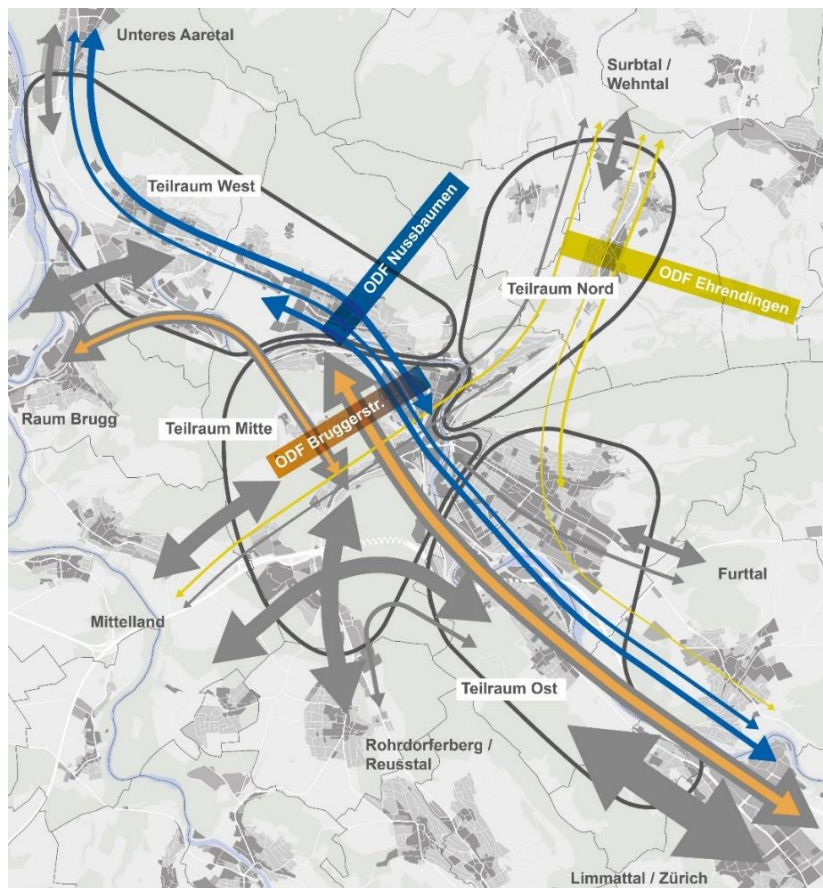 Unteres Aaretal
Surbtal /
Wehntal
Teilraum West
ODF Nussbaumen
ODF Ehrendingen
Teilraum Nord
Raum Brugg
Teilraum Mitte
ODF Bruggerstr.
Furttal
Mittelland
Teilraum Ost
Rohrdorferberg /
Reusstal
Limmattal / Zürich